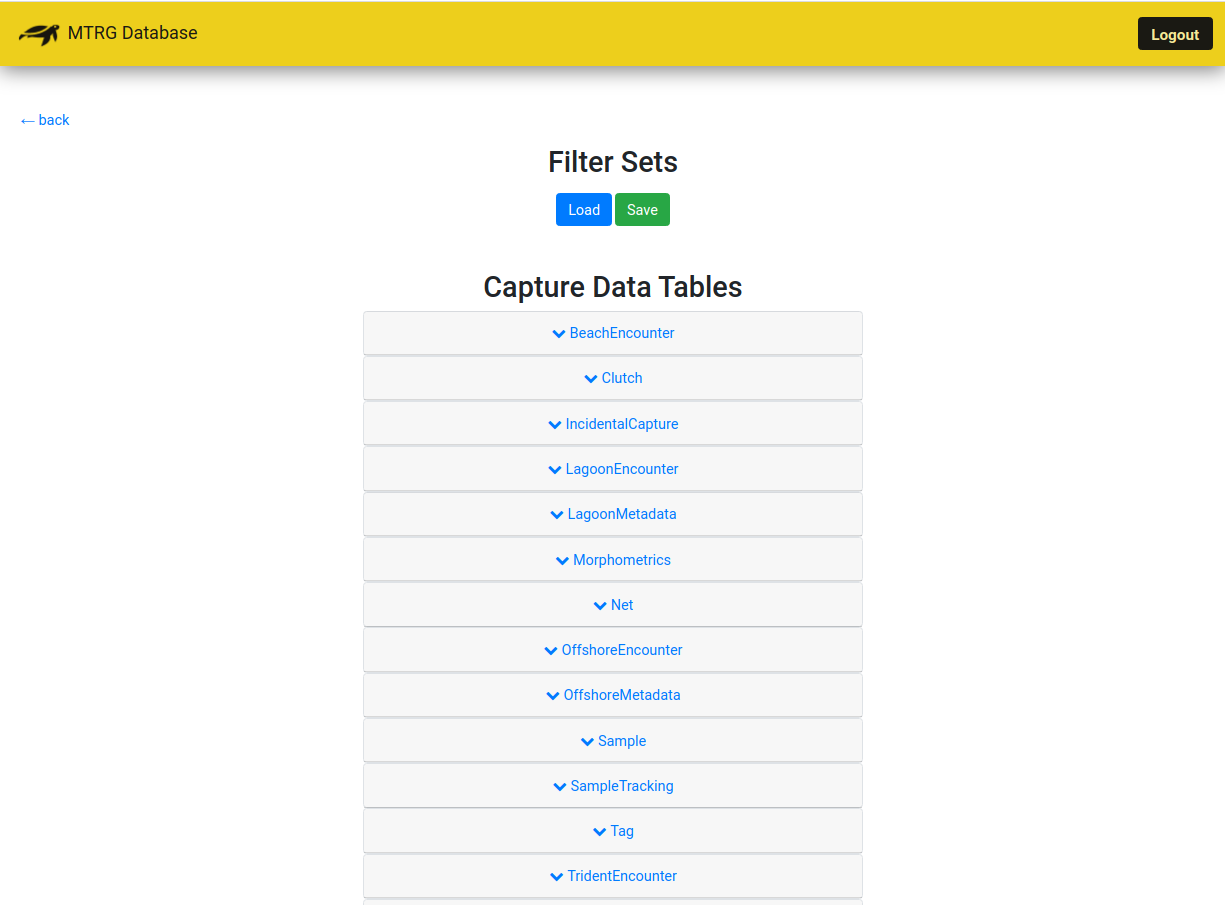 MTRG Database
Logout
← back
Filter Sets
Load Save
Capture Data Tables
BeachEncounter
Clutch
IncidentalCapture
LagoonEncounter
LagoonMetadata
Morphometrics
Net
OffshoreEncounter
OffshoreMetadata
Sample
SampleTracking
Tag
TridentEncounter